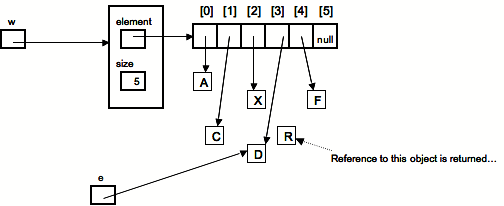 w
element
size
5
[0] [1] [2] [3] [4] [5]
null
A
X
F
C
D
R
Reference to this object is returned...
e